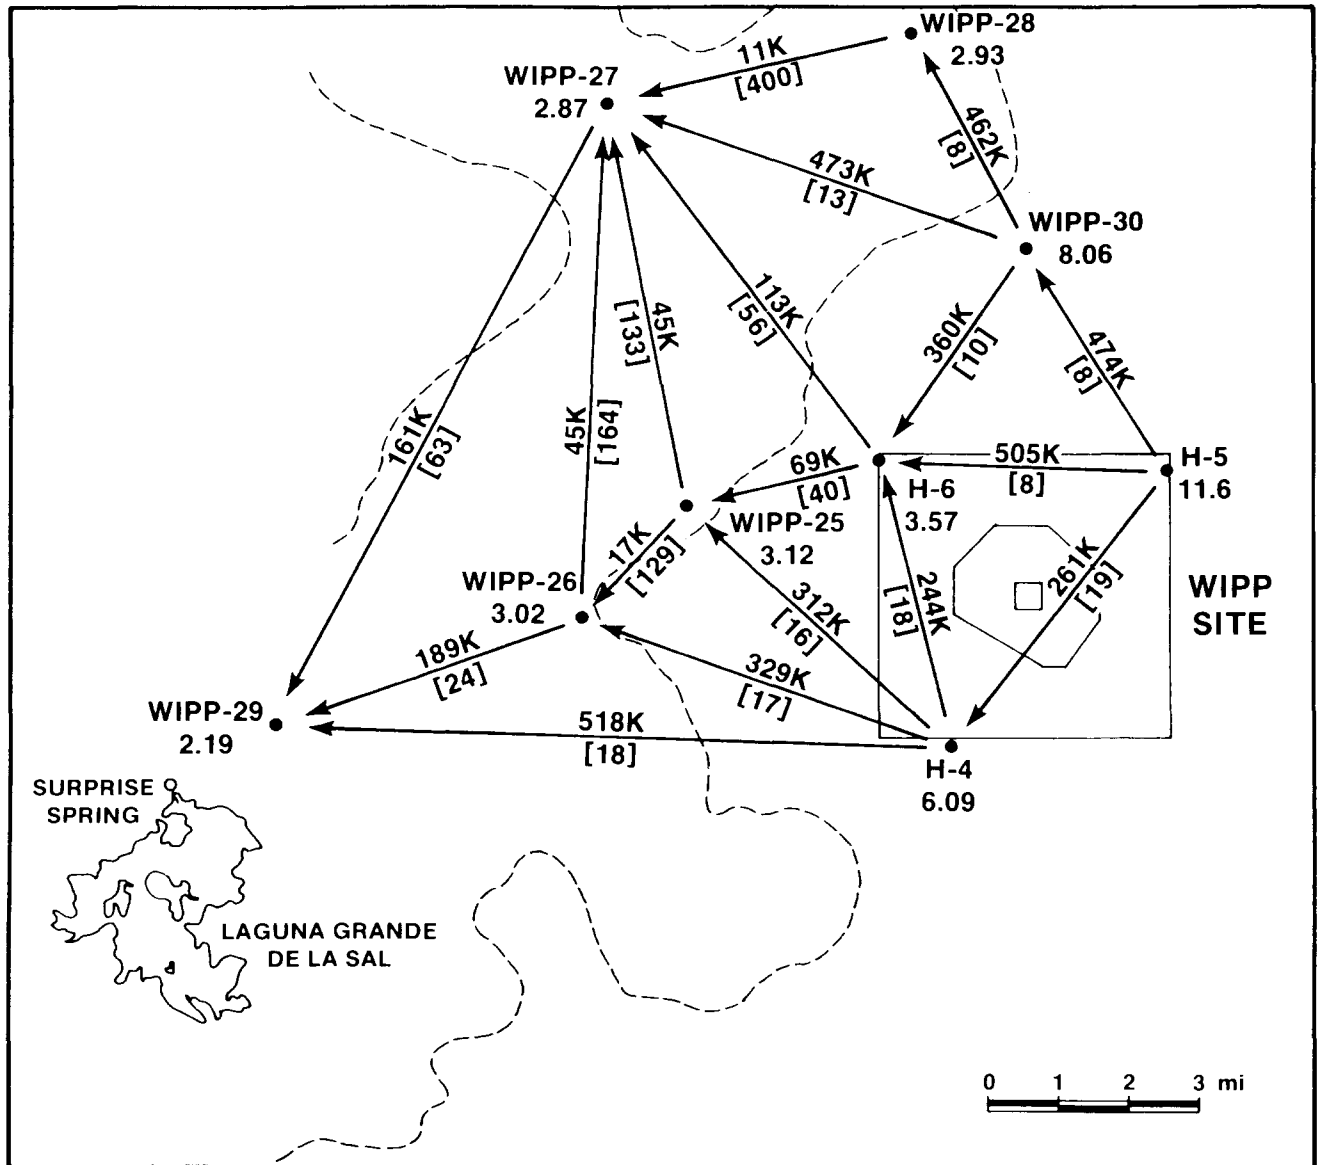 WIPP-28
2.93
11K
[400]
WIPP-27
2.87
462K
[8]
473K
[13]
WIPP-30
8.06
113K
[56]
45K
[133]
360K
[10]
474K
[8]
161K
[63]
45K
[164]
69K
[40]
505K
[8]
H-5
11.6
H-6
3.57
WIPP-25
3.12
17K
[129]
WIPP-26
3.02
312K
[16]
244K
[18]
261K
[19]
WIPP
SITE
189K
[24]
329K
[17]
WIPP-29
2.19
518K
[18]
H-4
6.09
SURPRISE
SPRING
LAGUNA GRANDE
DE LA SAL
0 1 2 3 mi